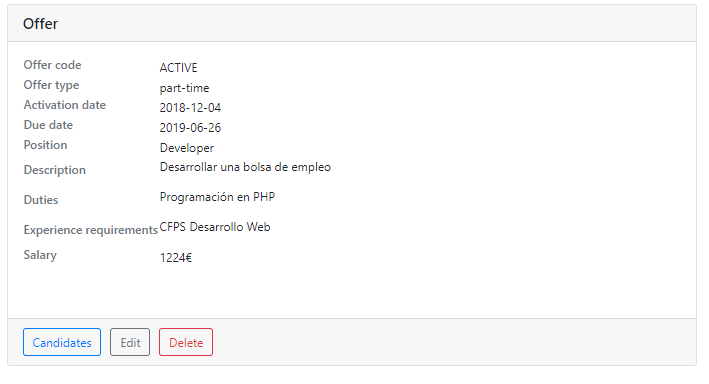 Offer
Offer code ACTIVE
Offer type part-time
Activation date 2018-12-04
Due date 2019-06-26
Position Developer
Description Desarrollar una bolsa de empleo
Duties Programación en PHP
Experience requirements CFPS Desarrollo Web
Salary 1224€
Candidates Edit Delete